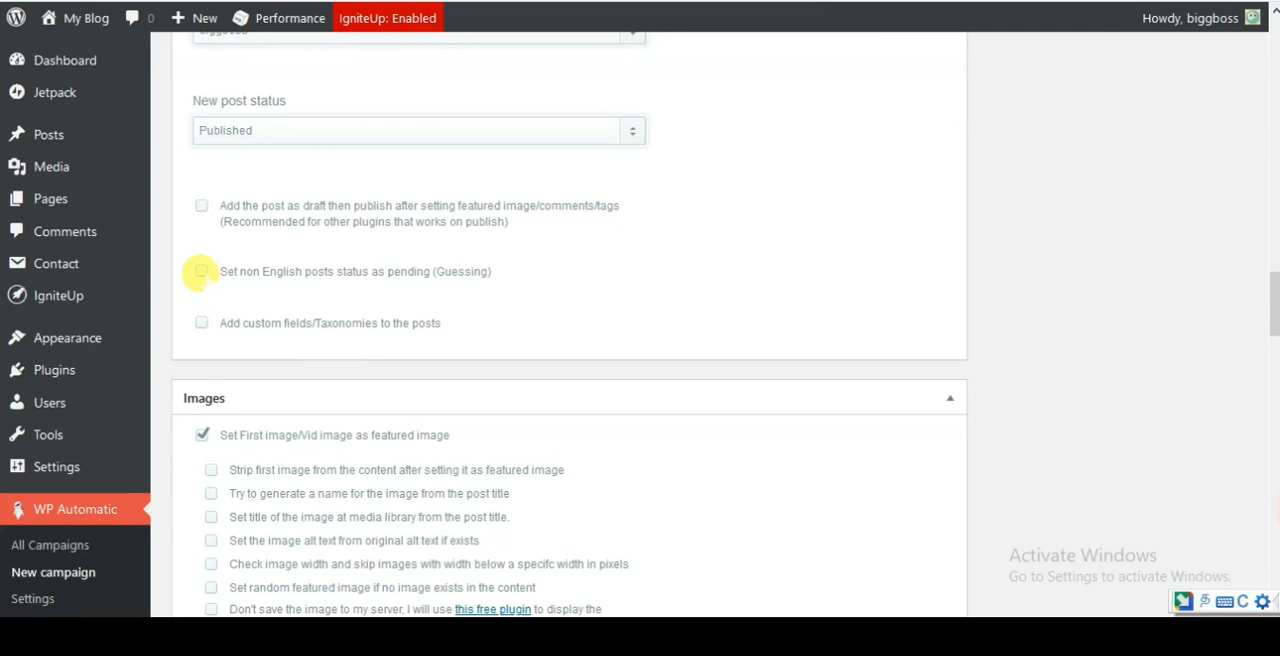 My Blog 0 New Performance IgniteUp: Enabled Howdy, biggboss
Dashboard
Jetpack
Posts
Media
Pages
Comments
Contact
IgniteUp
Appearance
Plugins
Users
Tools
Settings
WP Automatic
All Campaigns
New campaign
Settings
biggboss
New post status
Published
Add the post as draft then publish after setting featured image/comments/tags
(Recommended for other plugins that works on publish)
Set non English posts status as pending (Guessing)
Add custom fields/Taxonomies to the posts
Images
Set First image/Vid image as featured image
Strip first image from the content after setting it as featured image
Try to generate a name for the image from the post title
Set title of the image at media library from the post title.
Set the image alt text from original alt text if exists
Check image width and skip images with width below a specifc width in pixels
Set random featured image if no image exists in the content
Don't save the image to my server, I will use this free plugin to display the
Activate Windows
Go to Settings to activate Windows.